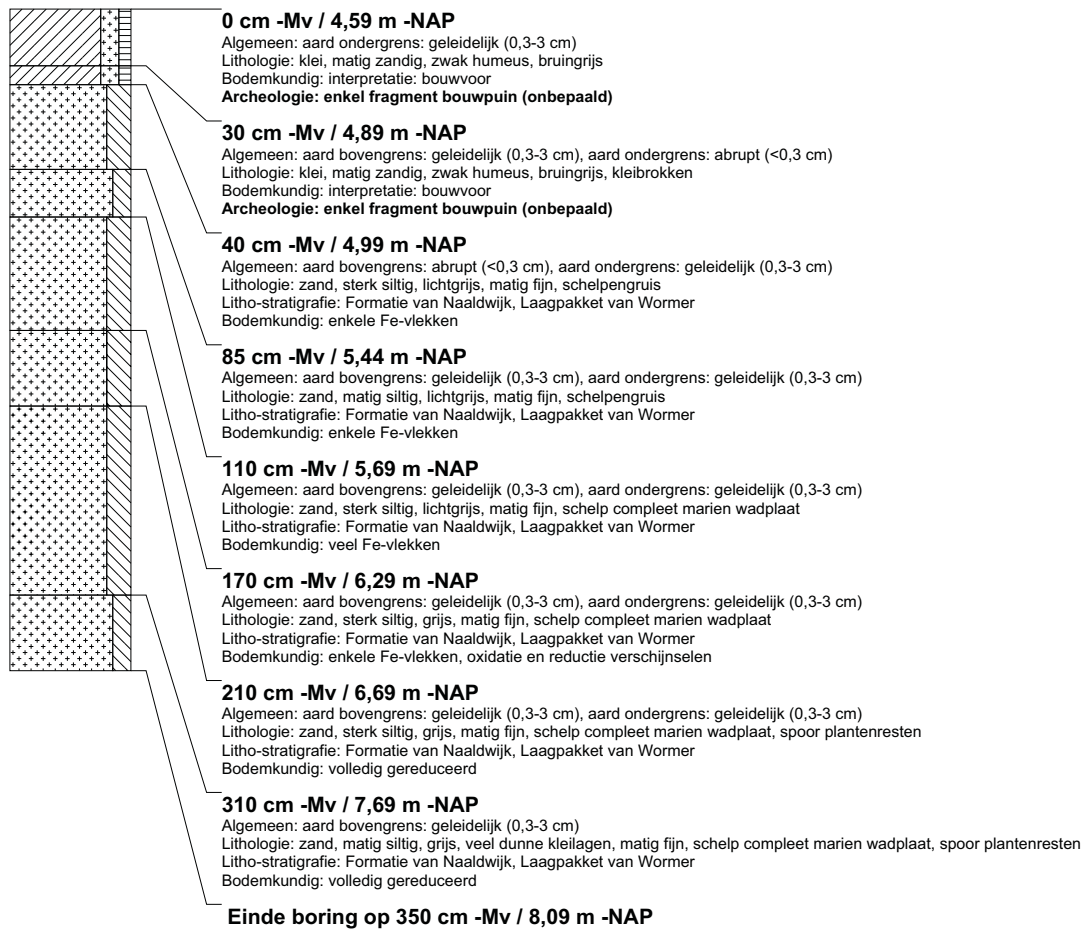 0 cm -Mv / 4,59 m -NAP
Algemeen: aard ondergrens: geleidelijk (0,3-3 cm)
Lithologie: klei, matig zandig, zwak humeus, bruingrijs
Bodemkundig: interpretatie: bouwvoor
Archeologie: enkel fragment bouwpuin (onbepaald)
30 cm -Mv / 4,89 m -NAP
Algemeen: aard bovengrens: geleidelijk (0,3-3 cm), aard ondergrens: abrupt (<0,3 cm)
Lithologie: klei, matig zandig, zwak humeus, bruingrijs, kleibrokken
Bodemkundig: interpretatie: bouwvoor
Archeologie: enkel fragment bouwpuin (onbepaald)
40 cm -Mv / 4,99 m -NAP
Algemeen: aard bovengrens: abrupt (<0,3 cm), aard ondergrens: geleidelijk (0,3-3 cm)
Lithologie: zand, sterk siltig, lichtgrijs, matig fijn, schelpengruis
Litho-stratigrafie: Formatie van Naaldwijk, Laagpakket van Wormer
Bodemkundig: enkele Fe-vlekken
85 cm -Mv / 5,44 m -NAP
Algemeen: aard bovengrens: geleidelijk (0,3-3 cm), aard ondergrens: geleidelijk (0,3-3 cm)
Lithologie: zand, matig siltig, lichtgrijs, matig fijn, schelpengruis
Litho-stratigrafie: Formatie van Naaldwijk, Laagpakket van Wormer
Bodemkundig: enkele Fe-vlekken
110 cm -Mv / 5,69 m -NAP
Algemeen: aard bovengrens: geleidelijk (0,3-3 cm), aard ondergrens: geleidelijk (0,3-3 cm)
Lithologie: zand, sterk siltig, lichtgrijs, matig fijn, schelp compleet marien wadplaat
Litho-stratigrafie: Formatie van Naaldwijk, Laagpakket van Wormer
Bodemkundig: veel Fe-vlekken
170 cm -Mv / 6,29 m -NAP
Algemeen: aard bovengrens: geleidelijk (0,3-3 cm), aard ondergrens: geleidelijk (0,3-3 cm)
Lithologie: zand, sterk siltig, grijs, matig fijn, schelp compleet marien wadplaat
Litho-stratigrafie: Formatie van Naaldwijk, Laagpakket van Wormer
Bodemkundig: enkele Fe-vlekken, oxidatie en reductie verschijnselen
210 cm -Mv / 6,69 m -NAP
Algemeen: aard bovengrens: geleidelijk (0,3-3 cm), aard ondergrens: geleidelijk (0,3-3 cm)
Lithologie: zand, sterk siltig, grijs, matig fijn, schelp compleet marien wadplaat, spoor plantenresten
Litho-stratigrafie: Formatie van Naaldwijk, Laagpakket van Wormer
Bodemkundig: volledig gereduceerd
310 cm -Mv / 7,69 m -NAP
Algemeen: aard bovengrens: geleidelijk (0,3-3 cm)
Lithologie: zand, matig siltig, grijs, veel dunne kleilagen, matig fijn, schelp compleet marien wadplaat, spoor plantenresten
Litho-stratigrafie: Formatie van Naaldwijk, Laagpakket van Wormer
Bodemkundig: volledig gereduceerd
Einde boring op 350 cm -Mv / 8,09 m -NAP